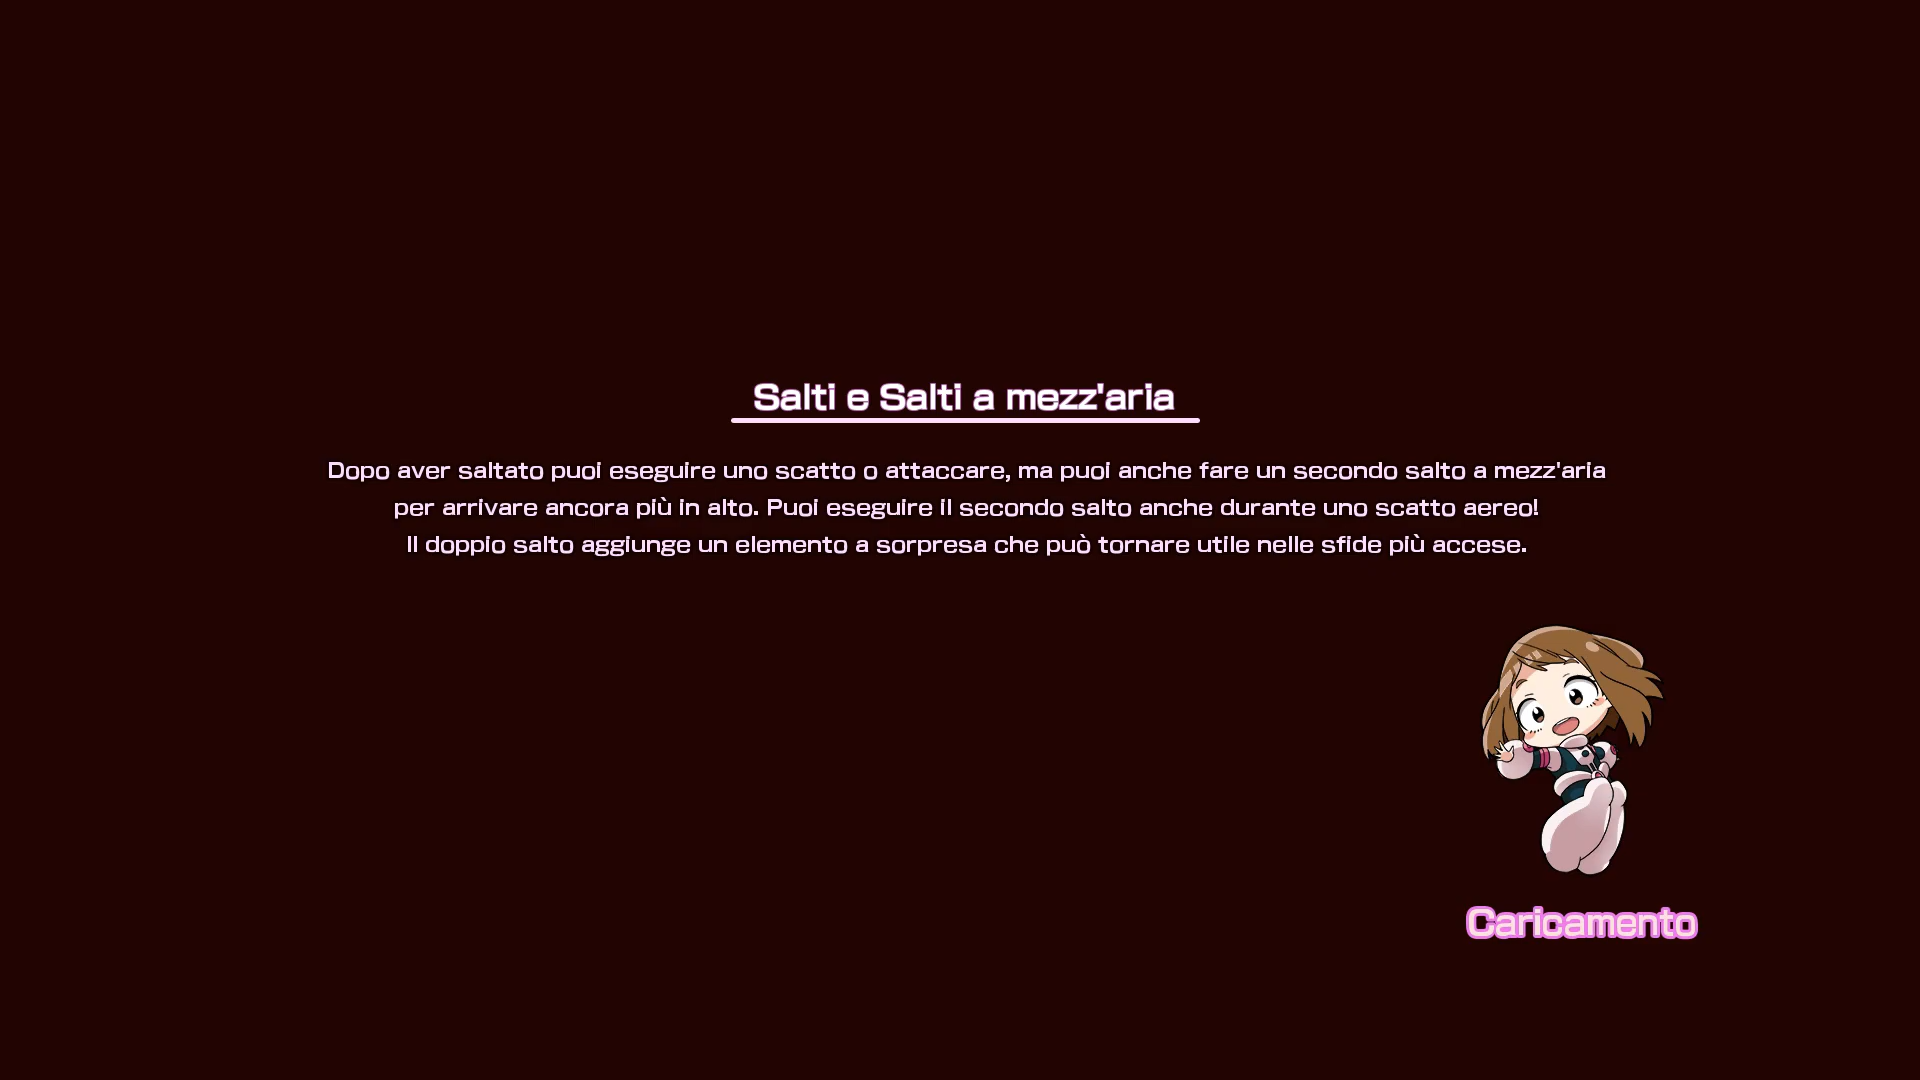 Salti e Salti a mezz'aria
Dopo aver saltato puoi eseguire uno scatto o attaccare, ma puoi anche fare un secondo salto a mezz'aria
per arrivare ancora più in alto. Puoi eseguire il secondo salto anche durante uno scatto aereo!
Il doppio salto aggiunge un elemento a sorpresa che può tornare utile nelle sfide più accese.
Caricamento